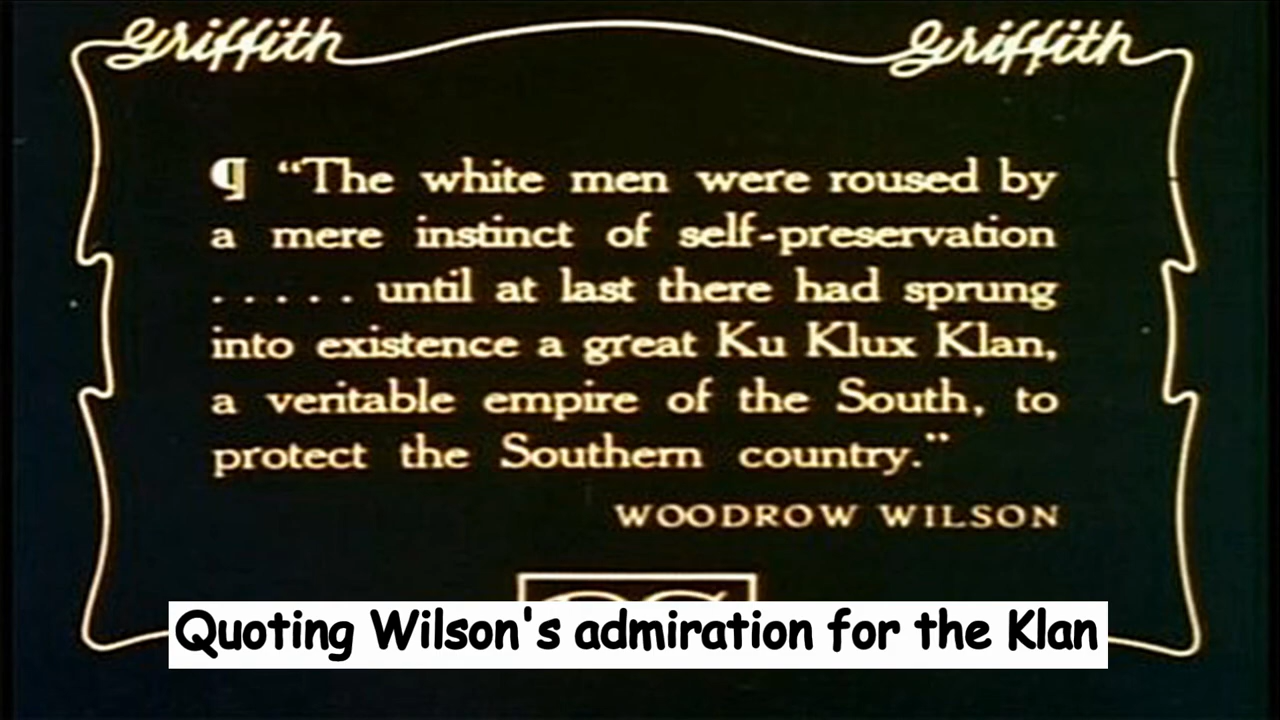 Griffith Griffith
¶ “The white men were roused by
a mere instinct of self-preservation
. . . . . until at last there had sprung
into existence a great Ku Klux Klan,
a veritable empire of the South, to
protect the Southern country.”
WOODROW WILSON
Quoting Wilson's admiration for the Klan